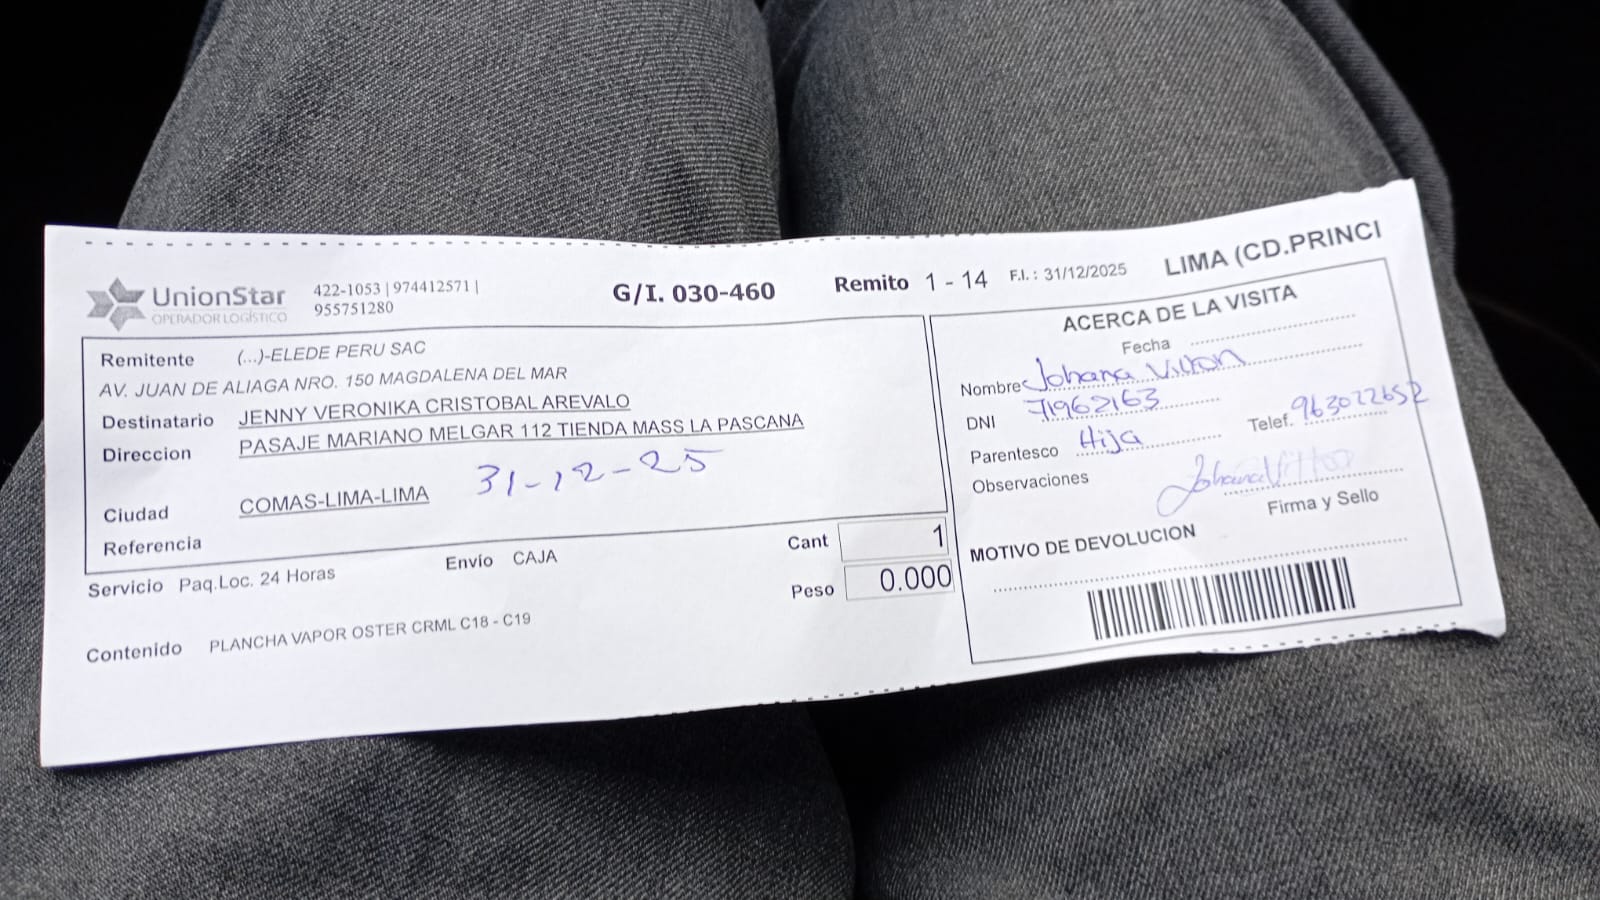 UnionStar
OPERADOR LOGÍSTICO
422-1053 | 974412571 |
955751280
G/I. 030-460
Remito 1 - 14
F.I.: 31/12/2025
LIMA (CD.PRINCI
Remitente (...)-ELEDE PERU SAC
AV. JUAN DE ALIAGA NRO. 150 MAGDALENA DEL MAR
Destinatario JENNY VERONIKA CRISTOBAL AREVALO
Direccion PASAJE MARIANO MELGAR 112 TIENDA MASS LA PASCANA
31-12-25
Ciudad COMAS-LIMA-LIMA
Referencia
Servicio Paq.Loc. 24 Horas
Envío CAJA
Cant 1
Peso 0.000
Contenido PLANCHA VAPOR OSTER CRML C18 - C19
ACERCA DE LA VISITA
Fecha
Nombre Johana
DNI 71962163
Telef. 963022652
Parentesco Hija
Observaciones
Johana
Firma y Sello
MOTIVO DE DEVOLUCION